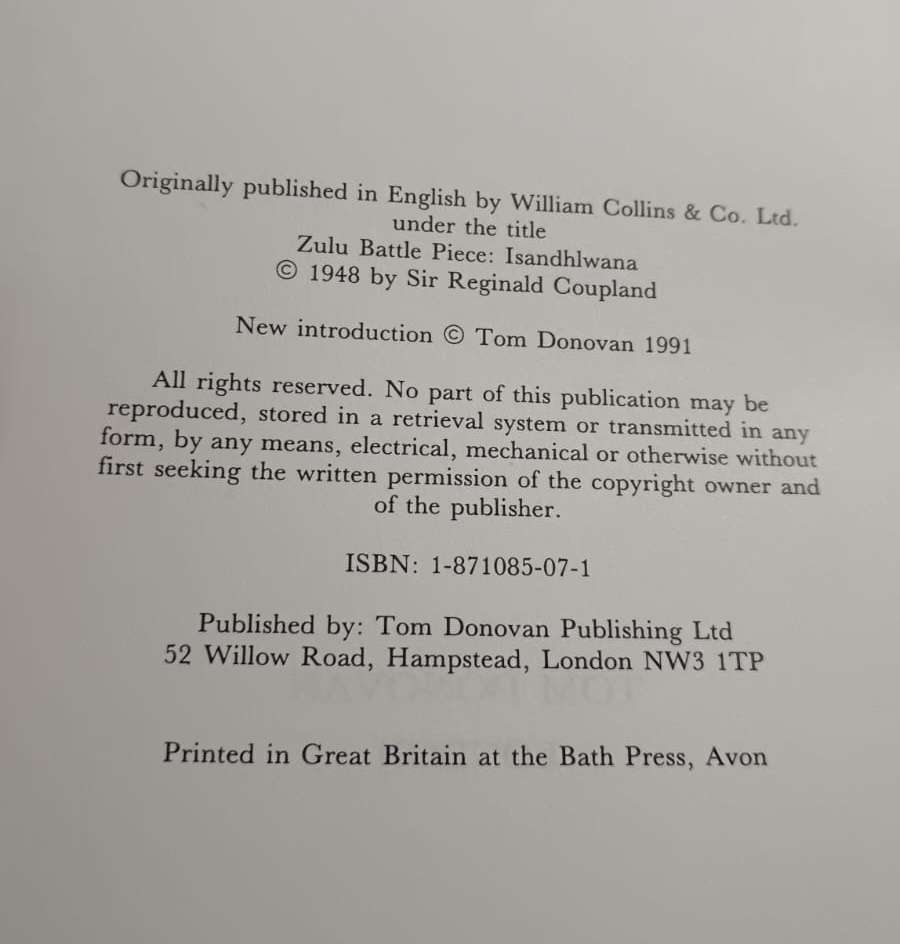 Originally published in English by William Collins & Co. Ltd.
under the title
Zulu Battle Piece: Isandhlwana
© 1948 by Sir Reginald Coupland
New introduction © Tom Donovan 1991
All rights reserved. No part of this publication may be
reproduced, stored in a retrieval system or transmitted in any
form, by any means, electrical, mechanical or otherwise without
first seeking the written permission of the copyright owner and
of the publisher.
ISBN: 1-871085-07-1
Published by: Tom Donovan Publishing Ltd
52 Willow Road, Hampstead, London NW3 1TP
Printed in Great Britain at the Bath Press, Avon